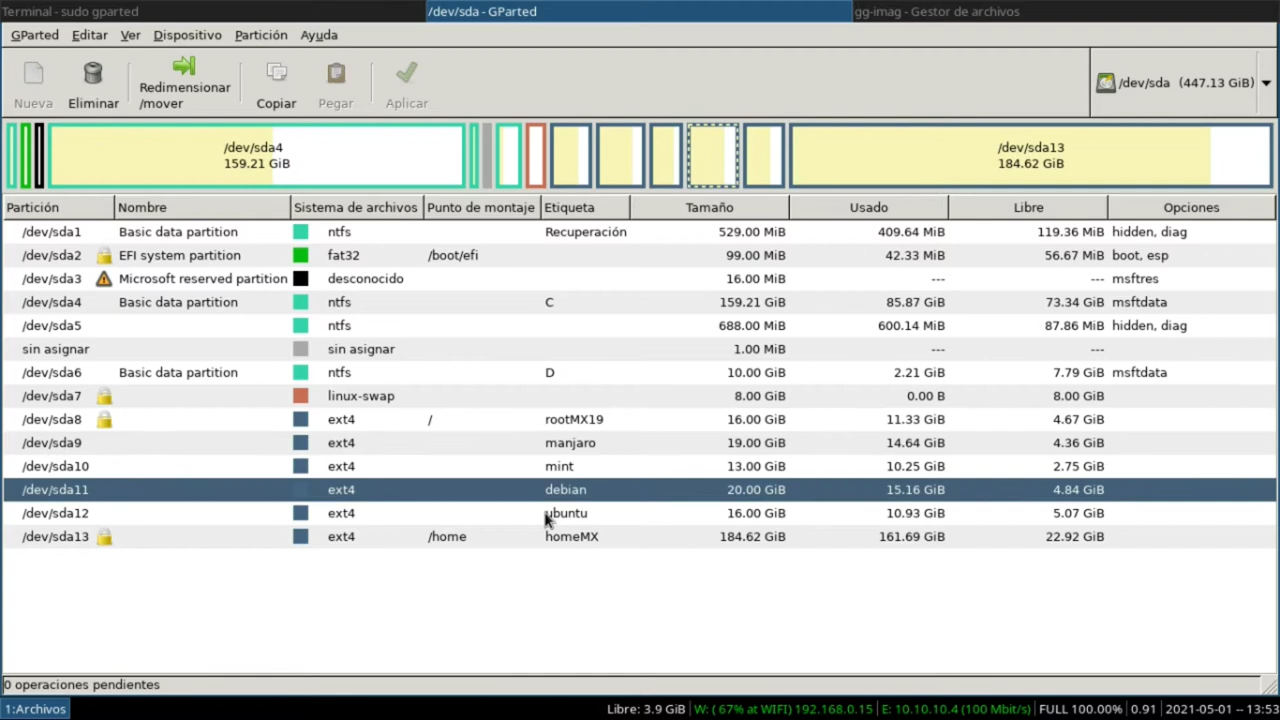 Terminal - sudo gparted /dev/sda - GParted gg-imag - Gestor de archivos
GParted Editar Ver Dispositivo Partición Ayuda
Nueva Eliminar Redimensionar /mover Copiar Pegar Aplicar /dev/sda (447.13 GiB)
/dev/sda4 /dev/sda13
159.21 GiB 184.62 GiB
Partición Nombre Sistema de archivos Punto de montaje Etiqueta Tamaño Usado Libre Opciones
/dev/sda1 Basic data partition ntfs Recuperación 529.00 MiB 409.64 MiB 119.36 MiB hidden, diag
/dev/sda2 EFI system partition fat32 /boot/efi 99.00 MiB 42.33 MiB 56.67 MiB boot, esp
/dev/sda3 Microsoft reserved partition desconocido 16.00 MiB --- --- msftres
/dev/sda4 Basic data partition ntfs C 159.21 GiB 85.87 GiB 73.34 GiB msftdata
/dev/sda5 ntfs 688.00 MiB 600.14 MiB 87.86 MiB hidden, diag
sin asignar sin asignar 1.00 MiB --- ---
/dev/sda6 Basic data partition ntfs D 10.00 GiB 2.21 GiB 7.79 GiB msftdata
/dev/sda7 linux-swap 8.00 GiB 0.00 B 8.00 GiB
/dev/sda8 ext4 / rootMX19 16.00 GiB 11.33 GiB 4.67 GiB
/dev/sda9 ext4 manjaro 19.00 GiB 14.64 GiB 4.36 GiB
/dev/sda10 ext4 mint 13.00 GiB 10.25 GiB 2.75 GiB
/dev/sda11 ext4 debian 20.00 GiB 15.16 GiB 4.84 GiB
/dev/sda12 ext4 ubuntu 16.00 GiB 10.93 GiB 5.07 GiB
/dev/sda13 ext4 /home homeMX 184.62 GiB 161.69 GiB 22.92 GiB
0 operaciones pendientes
1:Archivos Libre: 3.9 GiB | W: ( 67% at WIFI) 192.168.0.15 | E: 10.10.10.4 (100 Mbit/s) | FULL 100.00% | 0.91 | 2021-05-01 -- 13:53